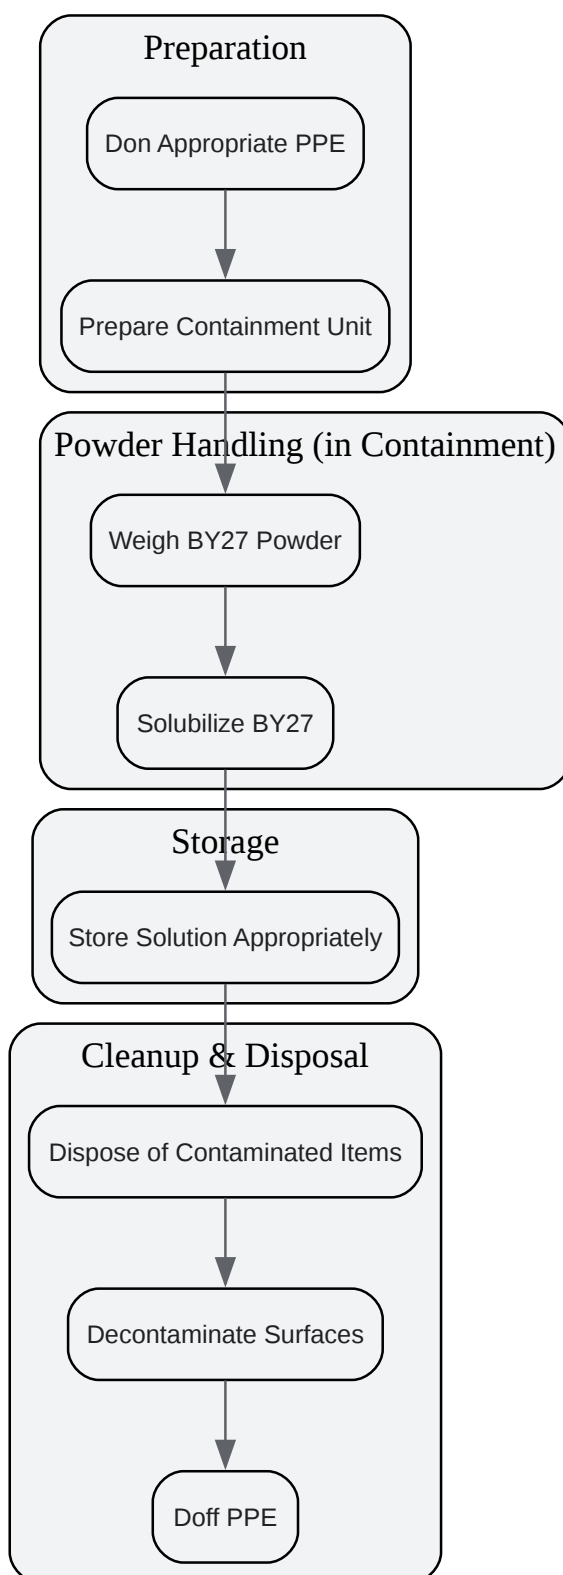 Preparation
Don Appropriate PPE
Prepare Containment Unit
Powder Handling (in Containment)
Weigh BY27 Powder
Solubilize BY27
Storage
Store Solution Appropriately
Cleanup & Disposal
Dispose of Contaminated Items
Decontaminate Surfaces
Doff PPE